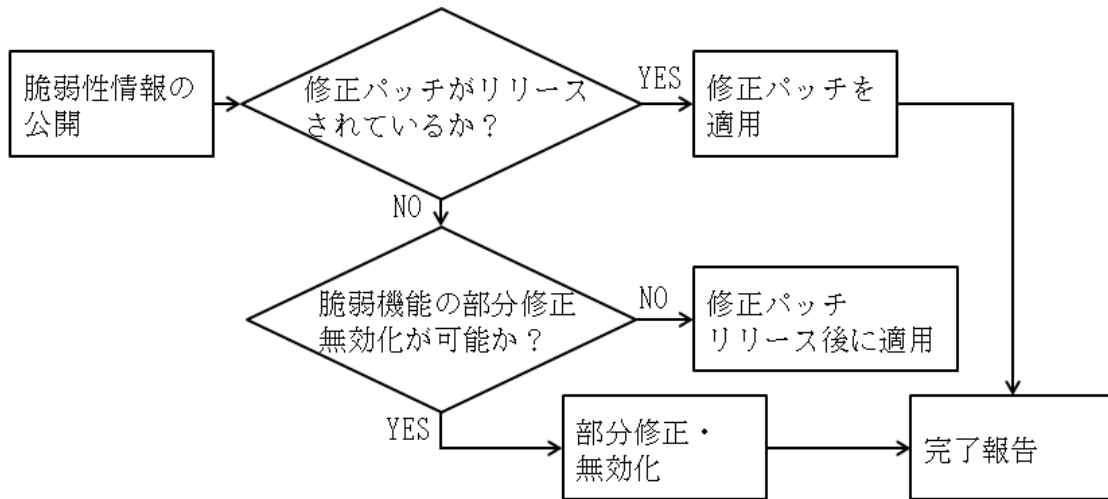 脆弱性情報の
公開
修正パッチがリリース
されているか？
YES
修正パッチを
適用
NO
脆弱機能の部分修正
無効化が可能か？
NO
修正パッチ
リリース後に適用
YES
部分修正・
無効化
完了報告